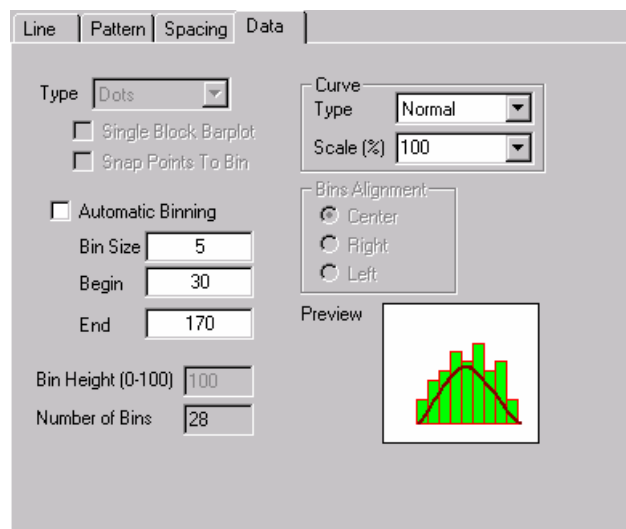 Line Pattern Spacing Data
Type Dots
Single Block Barplot
Snap Points To Bin
Automatic Binning
Bin Size 5
Begin 30
End 170
Bin Height (0-100) 100
Number of Bins 28
Curve
Type Normal
Scale (%) 100
Bins Alignment
Center
Right
Left
Preview